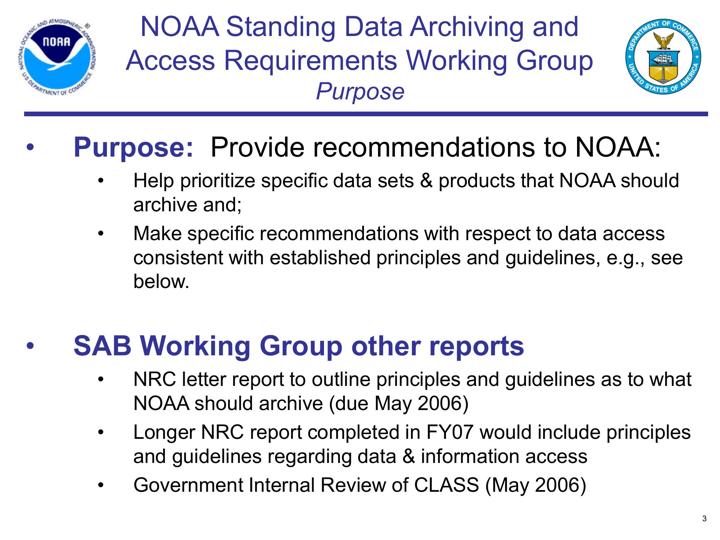 NOAA Standing Data Archiving and
Access Requirements Working Group
Purpose
NATIONAL OCEANIC AND ATMOSPHERIC ADMINISTRATION
U.S. DEPARTMENT OF COMMERCE
NOAA
®
DEPARTMENT OF COMMERCE
UNITED STATES OF AMERICA
• Purpose: Provide recommendations to NOAA:
• Help prioritize specific data sets & products that NOAA should
archive and;
• Make specific recommendations with respect to data access
consistent with established principles and guidelines, e.g., see
below.
• SAB Working Group other reports
• NRC letter report to outline principles and guidelines as to what
NOAA should archive (due May 2006)
• Longer NRC report completed in FY07 would include principles
and guidelines regarding data & information access
• Government Internal Review of CLASS (May 2006)
3